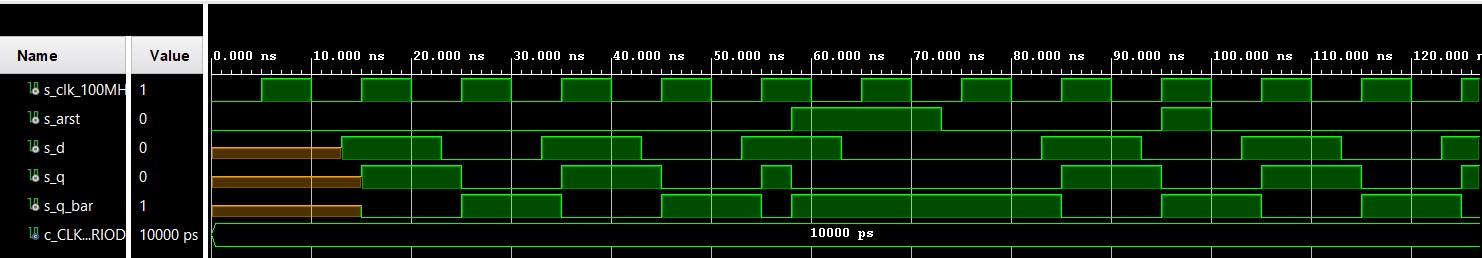 Name Value
0.000 ns 10.000 ns 20.000 ns 30.000 ns 40.000 ns 50.000 ns 60.000 ns 70.000 ns 80.000 ns 90.000 ns 100.000 ns 110.000 ns 120.000 n
s_clk_100MH 1
s_arst 0
s_d 0
s_q 0
s_q_bar 1
c_CLK...RIOD 10000 ps 10000 ps